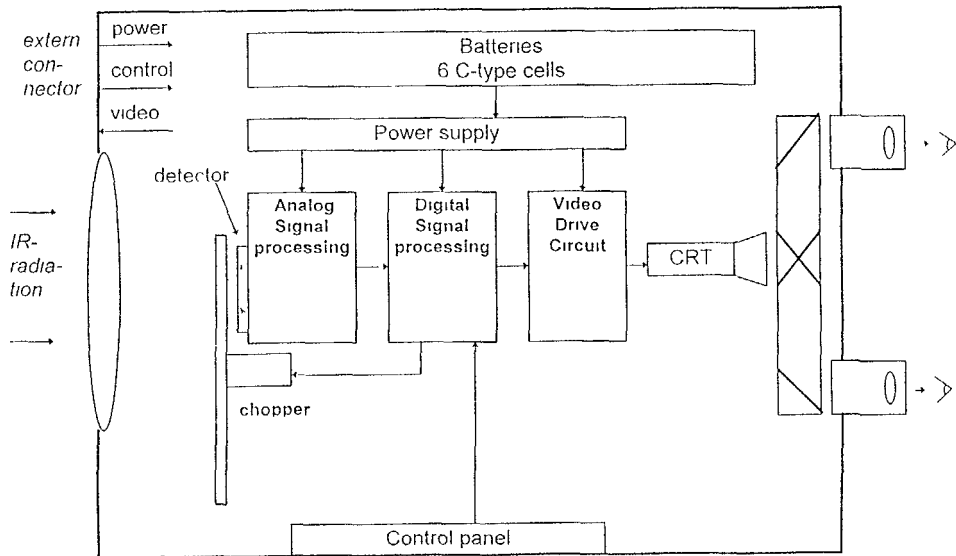 extern
con-
nector
power
control
video
Batteries
6 C-type cells
Power supply
detector
Analog
Signal
processing
Digital
Signal
processing
Video
Drive
Circuit
CRT
IR-
radia-
tion
chopper
Control panel